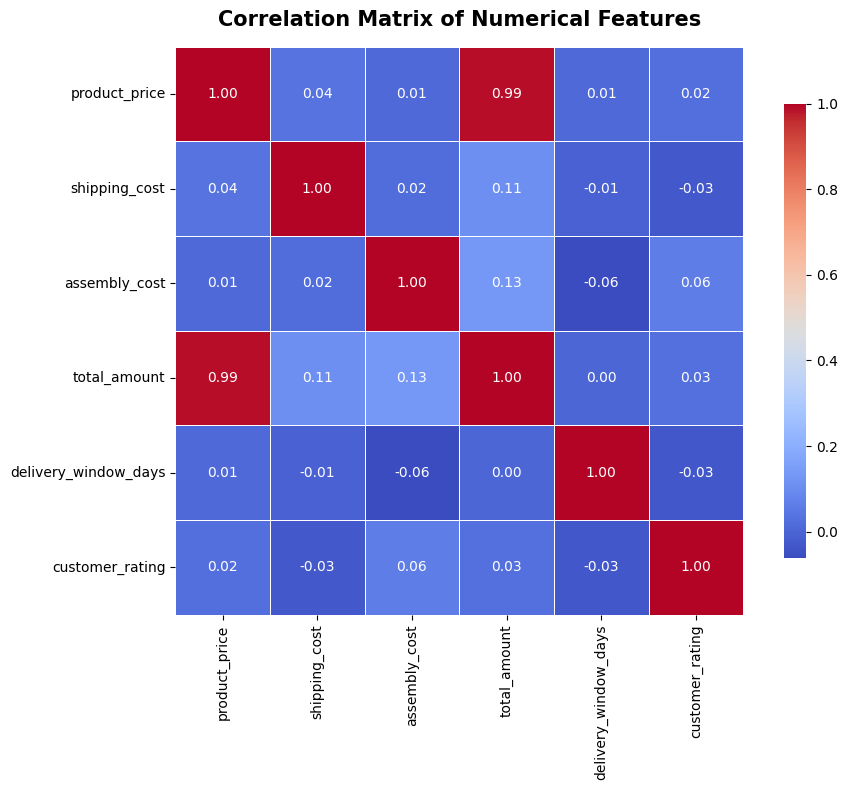 Correlation Matrix of Numerical Features
product_price 1.00 0.04 0.01 0.99 0.01 0.02
shipping_cost 0.04 1.00 0.02 0.11 -0.01 -0.03
assembly_cost 0.01 0.02 1.00 0.13 -0.06 0.06
total_amount 0.99 0.11 0.13 1.00 0.00 0.03
delivery_window_days 0.01 -0.01 -0.06 0.00 1.00 -0.03
customer_rating 0.02 -0.03 0.06 0.03 -0.03 1.00
product_price
shipping_cost
assembly_cost
total_amount
delivery_window_days
customer_rating
1.0
0.8
0.6
0.4
0.2
0.0